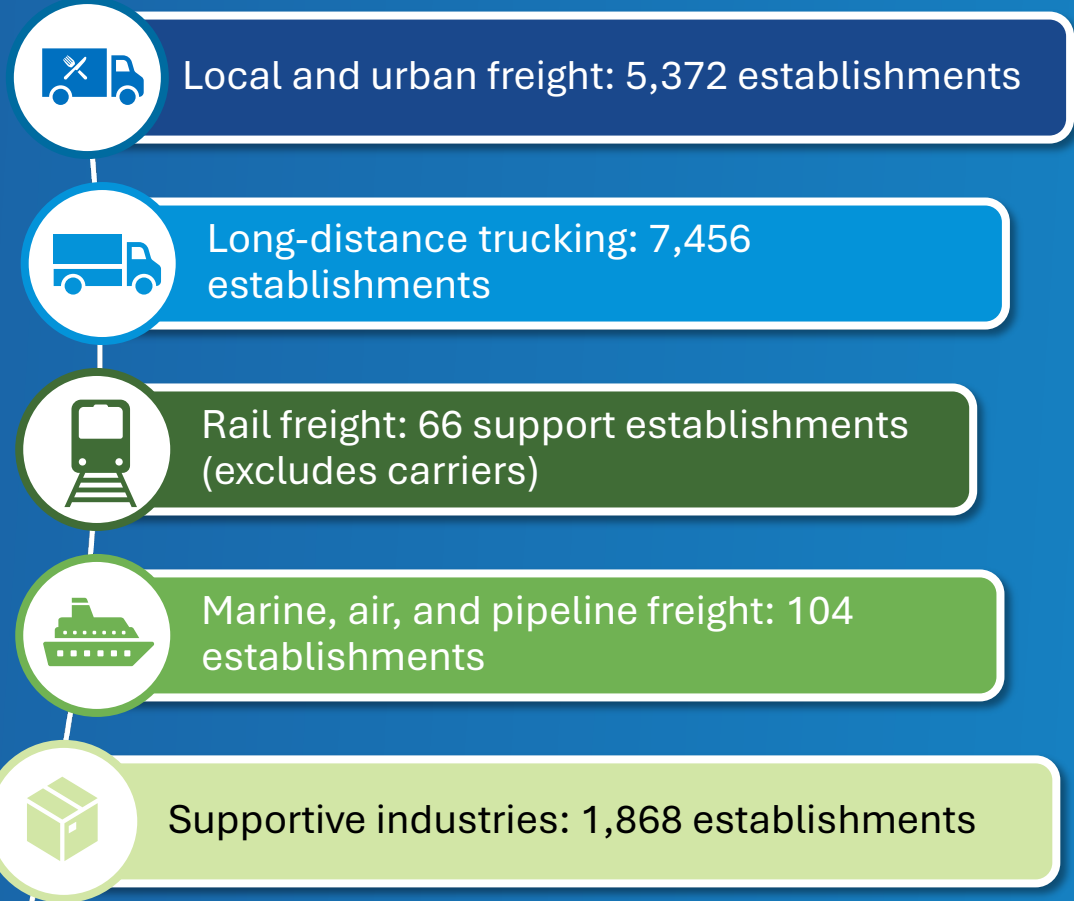 Local and urban freight: 5,372 establishments
Long-distance trucking: 7,456
establishments
Rail freight: 66 support establishments
(excludes carriers)
Marine, air, and pipeline freight: 104
establishments
Supportive industries: 1,868 establishments